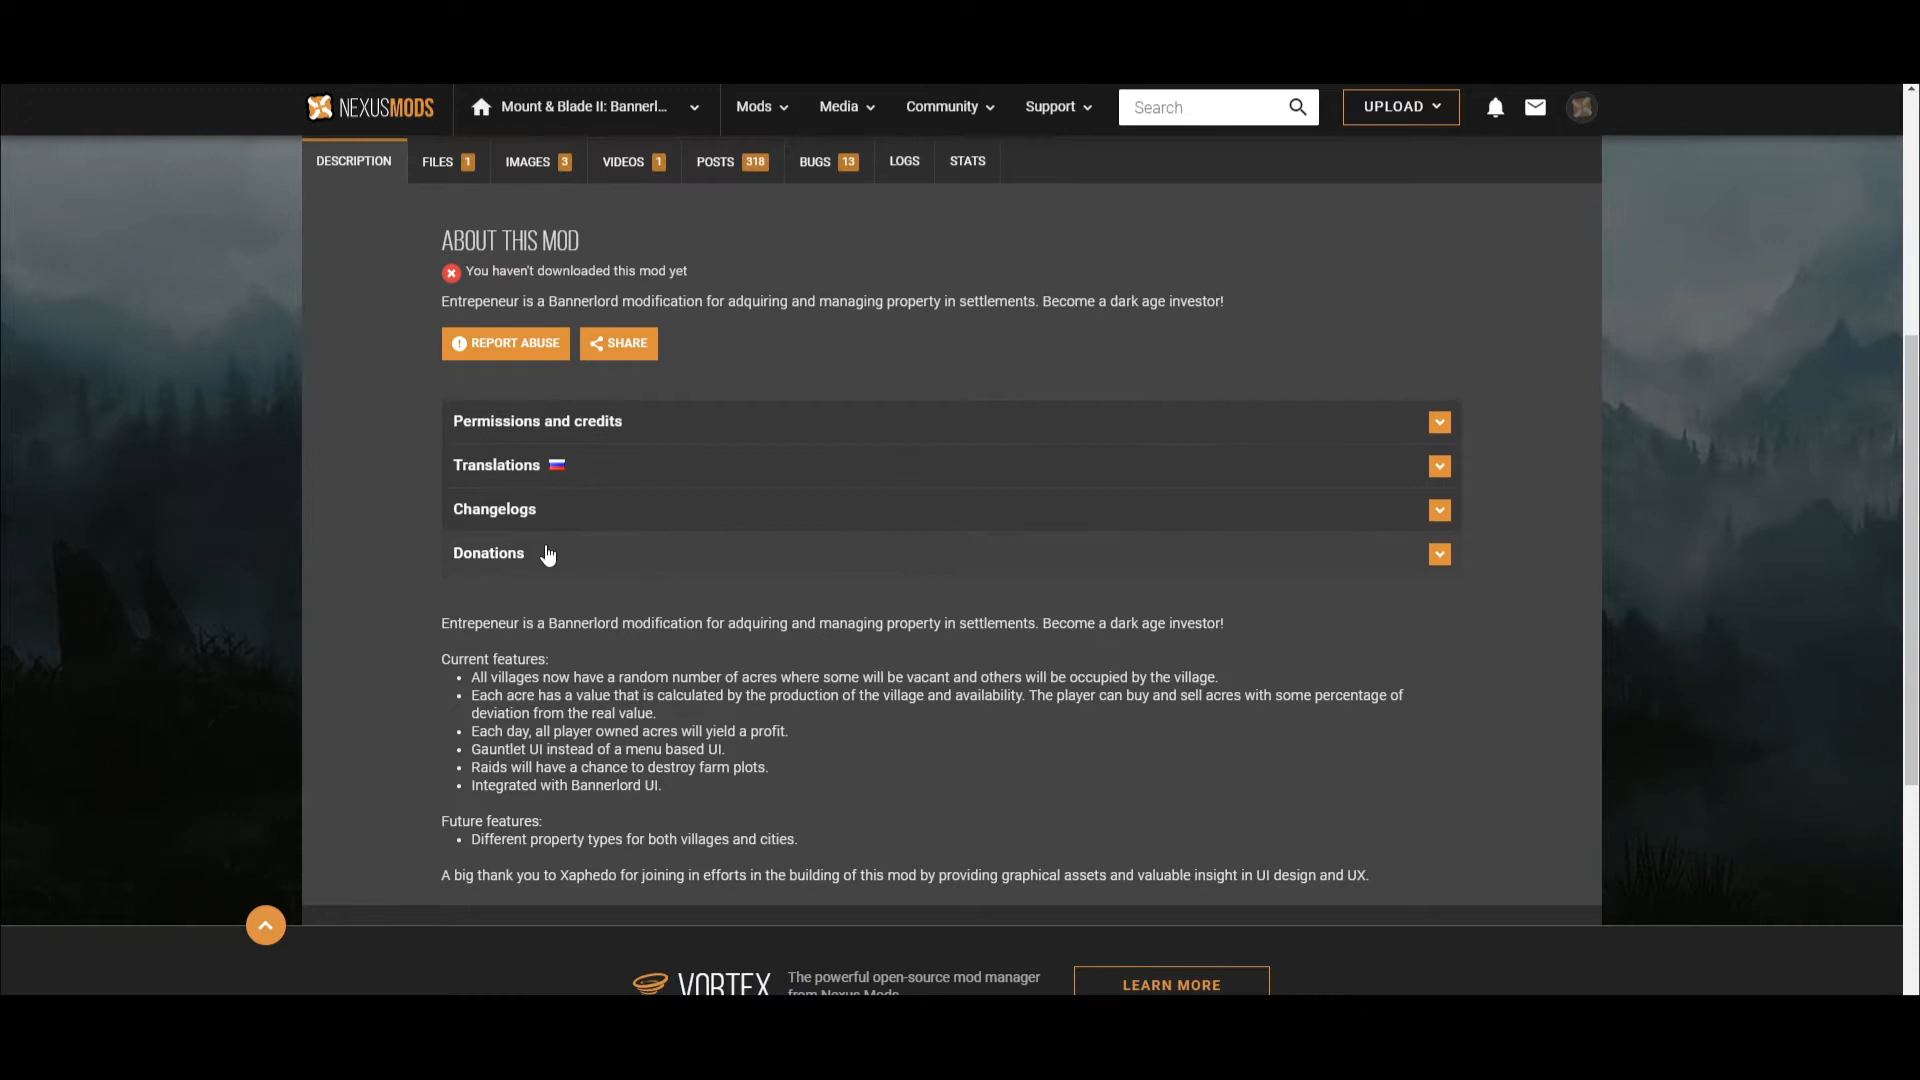 NEXUSMODS
Mount & Blade II: Bannerl...
Mods
Media
Community
Support
Search
UPLOAD
DESCRIPTION
FILES 1
IMAGES 3
VIDEOS 1
POSTS 318
BUGS 13
LOGS
STATS
ABOUT THIS MOD
You haven't downloaded this mod yet
Entrepeneur is a Bannerlord modification for adquiring and managing property in settlements. Become a dark age investor!
REPORT ABUSE
SHARE
Permissions and credits
Translations
Changelogs
Donations
Entrepeneur is a Bannerlord modification for adquiring and managing property in settlements. Become a dark age investor!
Current features:
• All villages now have a random number of acres where some will be vacant and others will be occupied by the village.
• Each acre has a value that is calculated by the production of the village and availability. The player can buy and sell acres with some percentage of
deviation from the real value.
• Each day, all player owned acres will yield a profit.
• Gauntlet UI instead of a menu based UI.
• Raids will have a chance to destroy farm plots.
• Integrated with Bannerlord UI.
Future features:
• Different property types for both villages and cities.
A big thank you to Xaphedo for joining in efforts in the building of this mod by providing graphical assets and valuable insight in UI design and UX.
VORTEX
The powerful open-source mod manager
from Nexus Mods
LEARN MORE